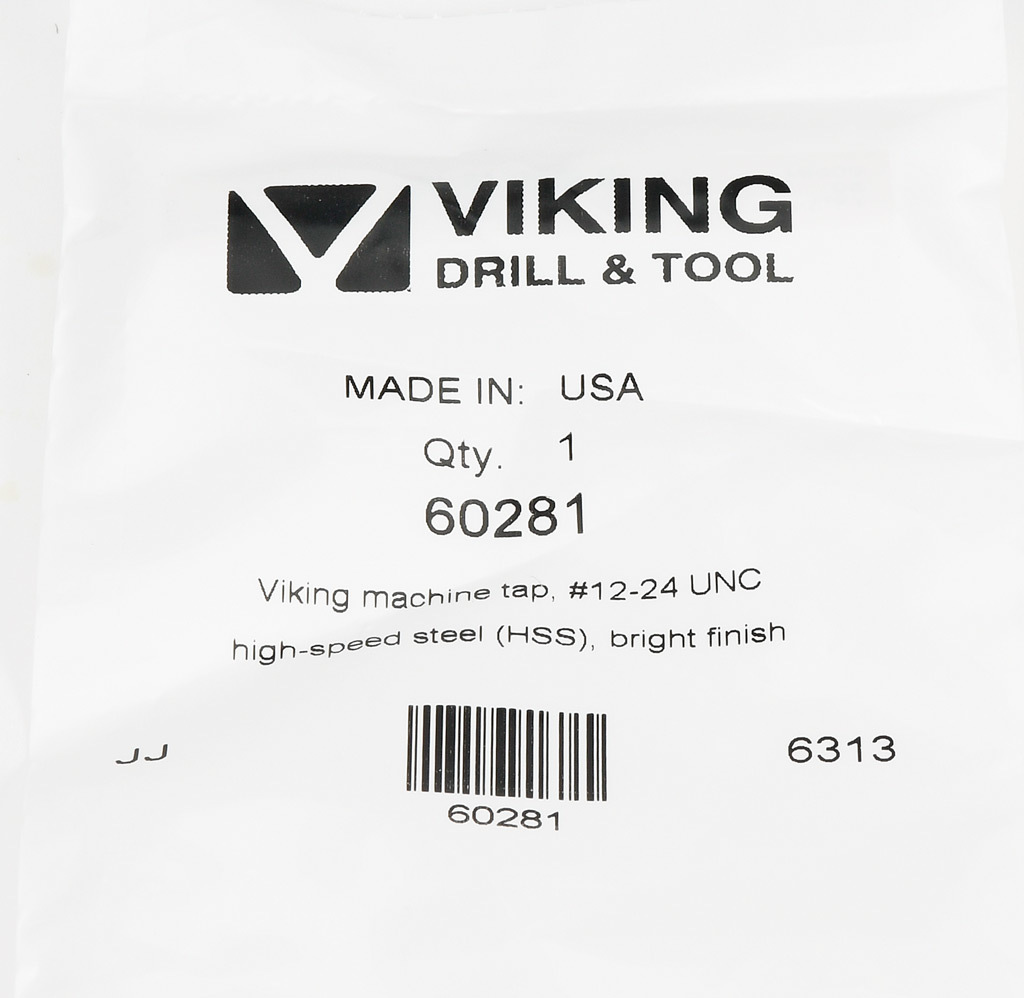 VIKING
DRILL & TOOL
MADE IN: USA
Qty. 1
60281
Viking machine tap, #12-24 UNC
high-speed steel (HSS), bright finish
JJ
6313
60281